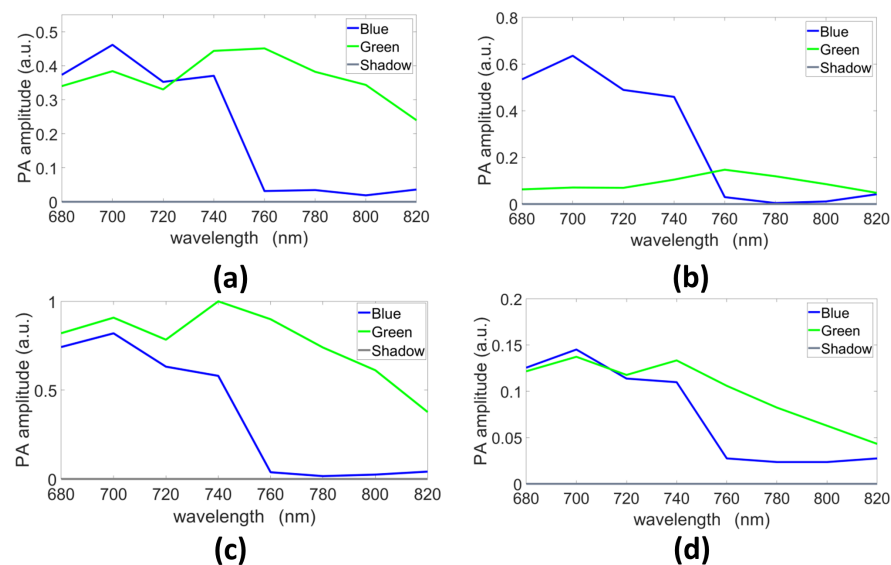 0.5
0.4
0.3
0.2
0.1
0
PA amplitude (a.u.)
Blue
Green
Shadow
680 700 720 740 760 780 800 820
wavelength (nm)
(a)
0.8
0.6
0.4
0.2
0
PA amplitude (a.u.)
Blue
Green
Shadow
680 700 720 740 760 780 800 820
wavelength (nm)
(b)
1
0.5
0
PA amplitude (a.u.)
Blue
Green
Shadow
680 700 720 740 760 780 800 820
wavelength (nm)
(c)
0.2
0.15
0.1
0.05
0
PA amplitude (a.u.)
Blue
Green
Shadow
680 700 720 740 760 780 800 820
wavelength (nm)
(d)